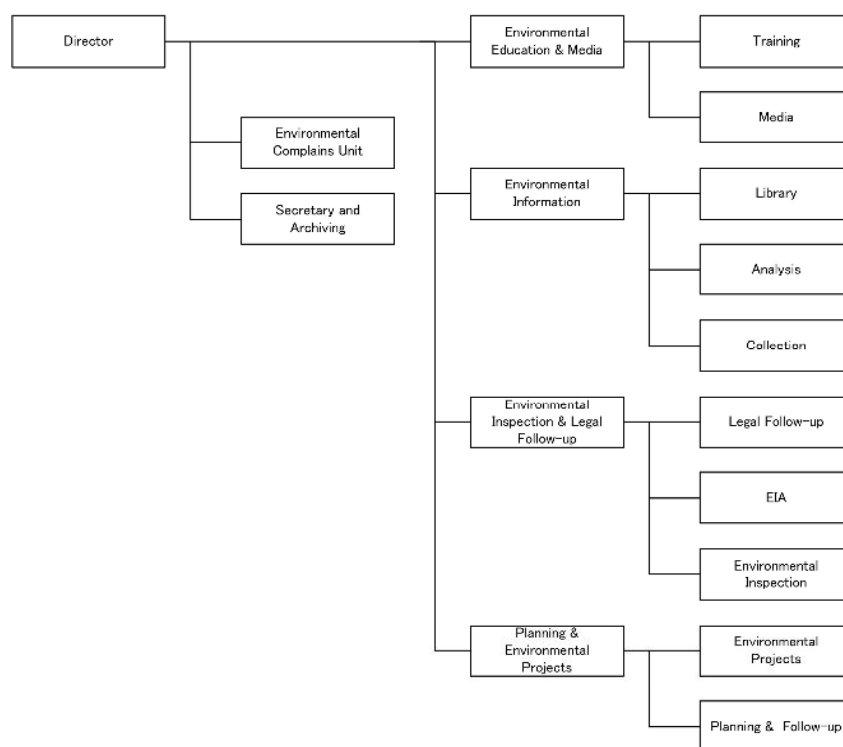 Director
Environmental
Complains Unit
Secretary and
Archiving
Environmental
Education & Media
Training
Media
Environmental
Information
Library
Analysis
Collection
Environmental
Inspection & Legal
Follow-up
Legal Follow-up
EIA
Environmental
Inspection
Planning &
Environmental
Projects
Environmental
Projects
Planning & Follow-up